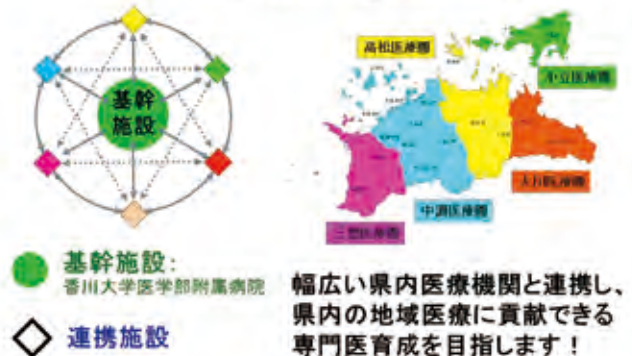 基幹
施設
高松医療圏
小豆医療圏
大川医療圏
中讃医療圏
三豊医療圏
基幹施設:
香川大学医学部附属病院
連携施設
幅広い県内医療機関と連携し、
県内の地域医療に貢献できる
専門医育成を目指します！